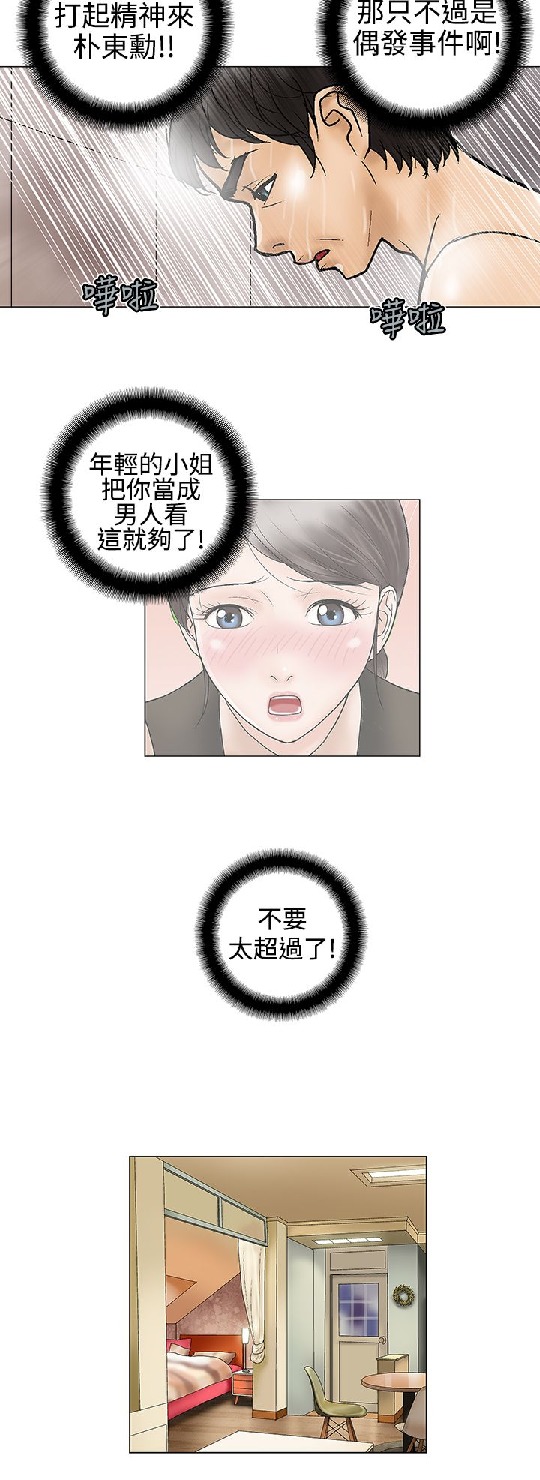 打起精神來
朴東勳!!
那只不過是
偶發事件啊!
嘩啦
嘩啦
年輕的小姐
把你當成
男人看
這就夠了!
不要
太超過了!